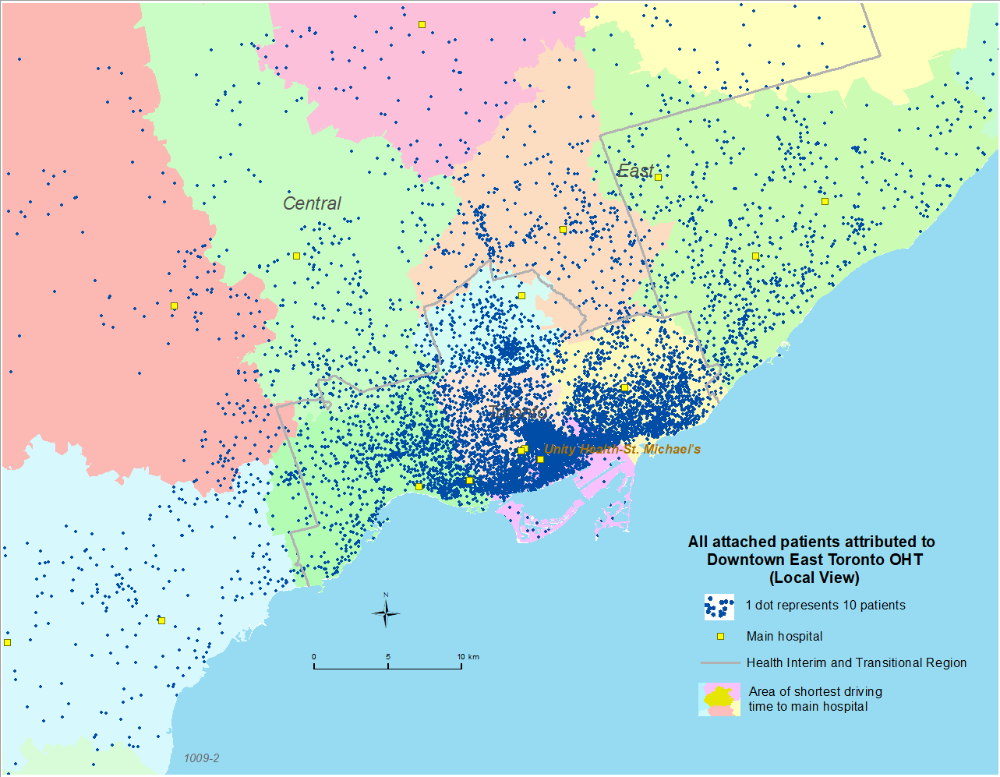 East
Central
Toronto
Unity Health-St. Michael's
All attached patients attributed to
Downtown East Toronto OHT
(Local View)
1 dot represents 10 patients
N
Main hospital
0 5 10 km
Health Interim and Transitional Region
Area of shortest driving
time to main hospital
1009-2